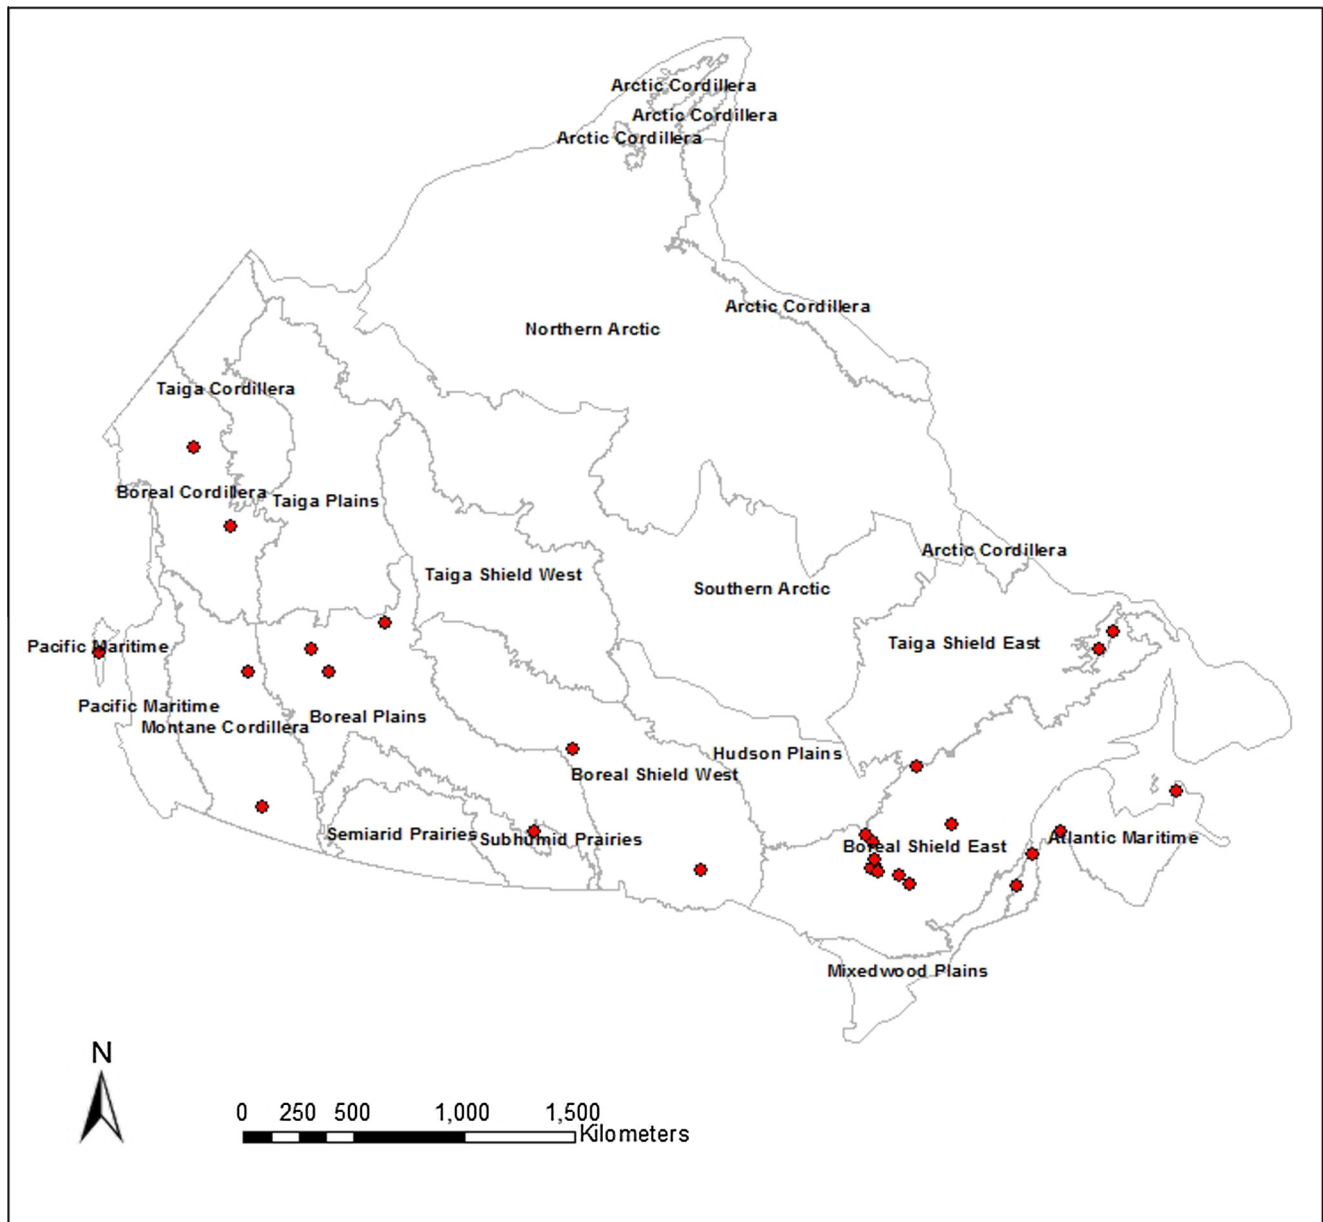 Arctic Cordillera
Arctic Cordillera
Arctic Cordillera
Arctic Cordillera
Northern Arctic
Taiga Cordillera
Boreal Cordillera
Taiga Plains
Arctic Cordillera
Taiga Shield West
Southern Arctic
Taiga Shield East
Pacific Maritime
Pacific Maritime
Boreal Plains
Montane Cordillera
Hudson Plains
Boreal Shield West
Semiarid Prairies
Subhumid Prairies
Atlantic Maritime
Boreal Shield East
Mixedwood Plains
N
0 250 500 1,000 1,500
Kilometers